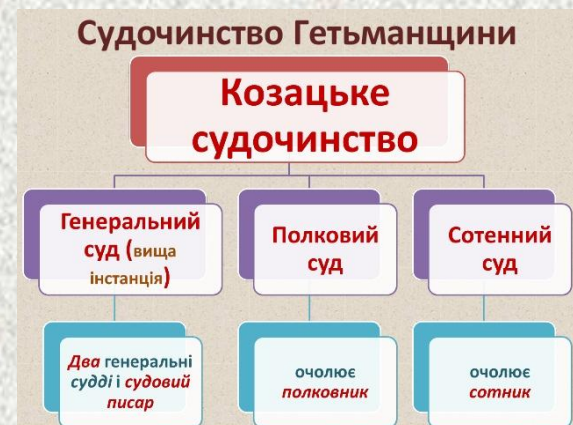 Судочинство Гетьманщини
Козацьке
судочинство
Генеральний
суд (вища
інстанція)
Полковий
суд
Сотенний
суд
Два генеральні
судді і судовий
писар
очолює
полковник
очолює
сотник